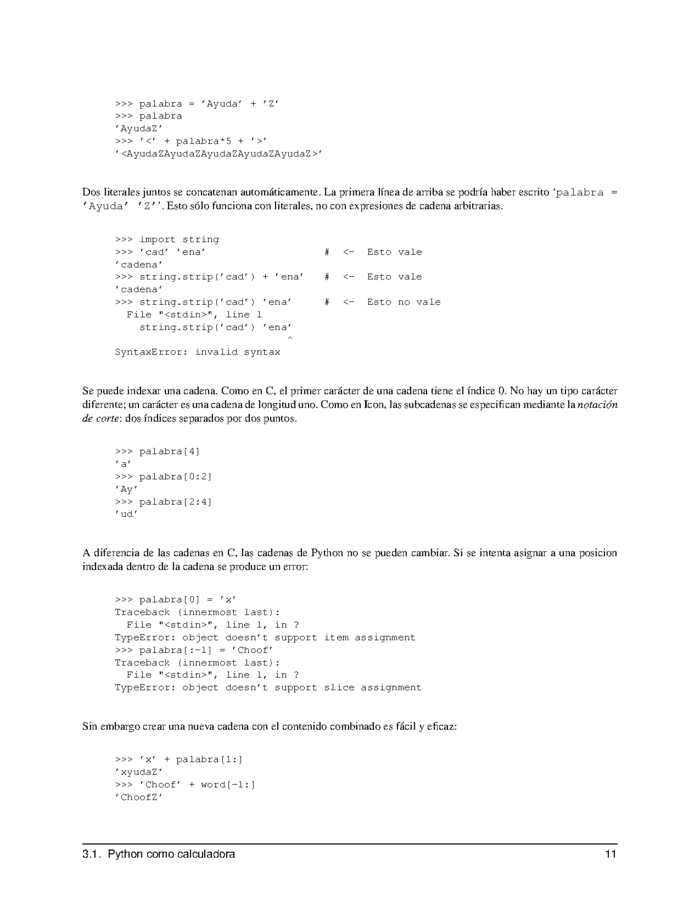 >>> palabra = ’Ayuda’ + ’Z’
>>> palabra
’AyudaZ’
>>> ’<’ + palabra*5 + ’>’
’<AyudaZAyudaZAyudaZAyudaZAyudaZ>’
Dos literales juntos se concatenan automáticamente. La primera línea de arriba se podría haber escrito ‘palabra =
’Ayuda’ ’Z’’. Esto sólo funciona con literales, no con expresiones de cadena arbitrarias.
>>> import string
>>> ’cad’ ’ena’                   #  <-  Esto vale
’cadena’
>>> string.strip(’cad’) + ’ena’   #  <-  Esto vale
’cadena’
>>> string.strip(’cad’) ’ena’     #  <-  Esto no vale
  File "<stdin>", line 1
    string.strip(’cad’) ’ena’
                            ^
SyntaxError: invalid syntax
Se puede indexar una cadena. Como en C, el primer carácter de una cadena tiene el índice 0. No hay un tipo carácter
diferente; un carácter es una cadena de longitud uno. Como en Icon, las subcadenas se especifican mediante la notación
de corte: dos índices separados por dos puntos.
>>> palabra[4]
’a’
>>> palabra[0:2]
’Ay’
>>> palabra[2:4]
’ud’
A diferencia de las cadenas en C, las cadenas de Python no se pueden cambiar. Si se intenta asignar a una posicion
indexada dentro de la cadena se produce un error:
>>> palabra[0] = ’x’
Traceback (innermost last):
  File "<stdin>", line 1, in ?
TypeError: object doesn’t support item assignment
>>> palabra[:-1] = ’Choof’
Traceback (innermost last):
  File "<stdin>", line 1, in ?
TypeError: object doesn’t support slice assignment
Sin embargo crear una nueva cadena con el contenido combinado es fácil y eficaz:
>>> ’x’ + palabra[1:]
’xyudaZ’
>>> ’Choof’ + word[-1:]
’ChoofZ’
3.1. Python como calculadora 11